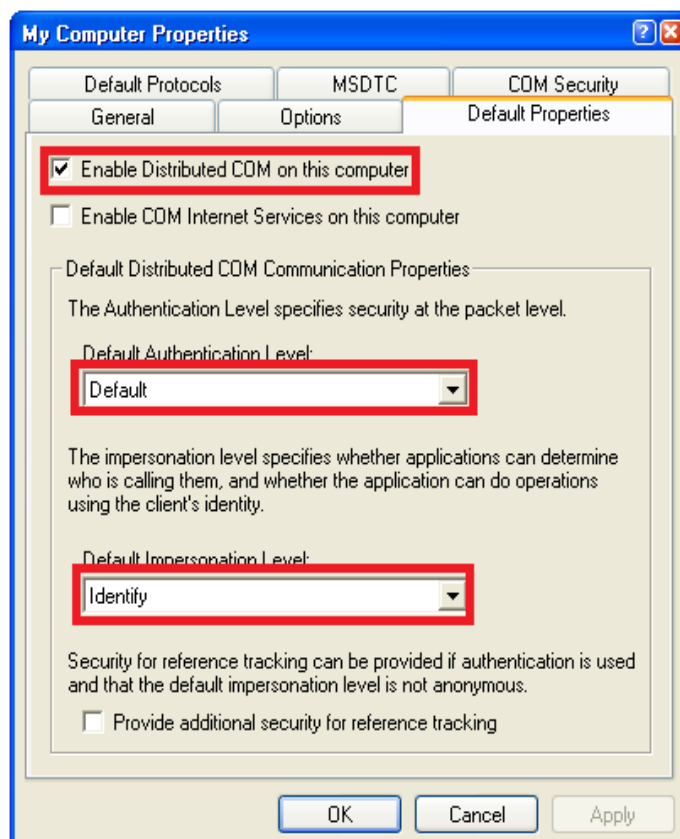 My Computer Properties
Default Protocols
MSDTC
COM Security
General
Options
Default Properties
Enable Distributed COM on this computer
Enable COM Internet Services on this computer
Default Distributed COM Communication Properties
The Authentication Level specifies security at the packet level.
Default Authentication Level:
Default
The impersonation level specifies whether applications can determine
who is calling them, and whether the application can do operations
using the client's identity.
Default Impersonation Level:
Identify
Security for reference tracking can be provided if authentication is used
and that the default impersonation level is not anonymous.
Provide additional security for reference tracking
OK
Cancel
Apply